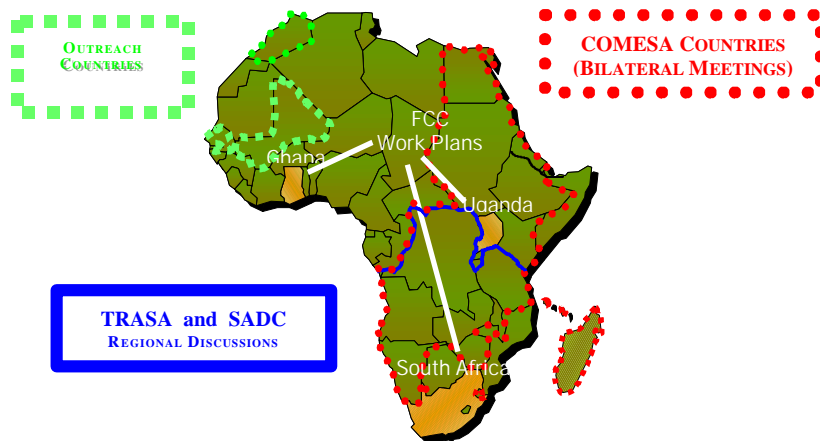 OUTREACH
COUNTRIES
COMESA COUNTRIES
(BILATERAL MEETINGS)
FCC
Work Plans
Ghana
Uganda
TRASA and SADC
REGIONAL DISCUSSIONS
South Africa